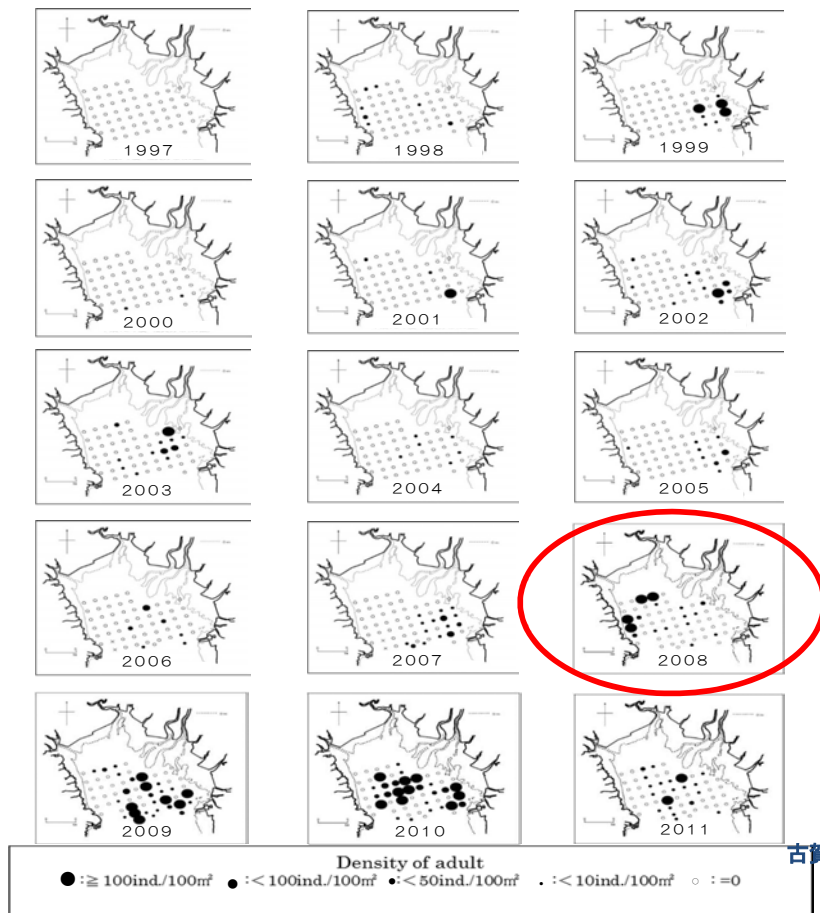 1997 1998 1999
2000 2001 2002
2003 2004 2005
2006 2007 2008
2009 2010 2011
古
Density of adult
:≧100ind./100㎡ :<100ind./100㎡ :<50ind./100㎡ :<10ind./100㎡ :=0